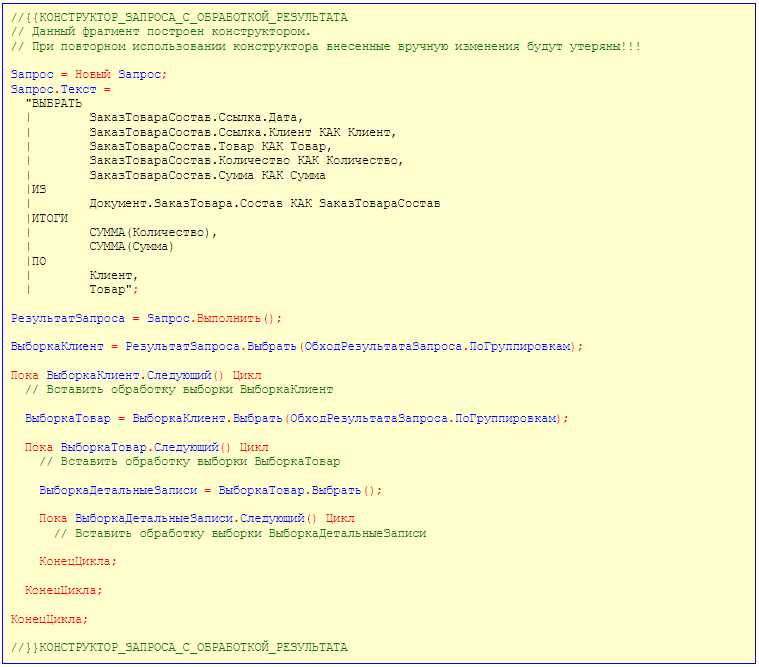 //{{КОНСТРУКТОР_ЗАПРОСА_С_ОБРАБОТКОЙ_РЕЗУЛЬТАТА
// Данный фрагмент построен конструктором.
// При повторном использовании конструктора внесенные вручную изменения будут утеряны!!!
Запрос = Новый Запрос;
Запрос.Текст =
"ВЫБРАТЬ
|	ЗаказТовараСостав.Ссылка.Дата,
|	ЗаказТовараСостав.Ссылка.Клиент КАК Клиент,
|	ЗаказТовараСостав.Товар КАК Товар,
|	ЗаказТовараСостав.Количество КАК Количество,
|	ЗаказТовараСостав.Сумма КАК Сумма
|ИЗ
|	Документ.ЗаказТовара.Состав КАК ЗаказТовараСостав
|ИТОГИ
|	СУММА(Количество),
|	СУММА(Сумма)
|ПО
|	Клиент,
|	Товар";
РезультатЗапроса = Запрос.Выполнить();
ВыборкаКлиент = РезультатЗапроса.Выбрать(ОбходРезультатаЗапроса.ПоГруппировкам);
Пока ВыборкаКлиент.Следующий() Цикл
// Вставить обработку выборки ВыборкаКлиент
ВыборкаТовар = ВыборкаКлиент.Выбрать(ОбходРезультатаЗапроса.ПоГруппировкам);
Пока ВыборкаТовар.Следующий() Цикл
// Вставить обработку выборки ВыборкаТовар
ВыборкаДетальныеЗаписи = ВыборкаТовар.Выбрать();
Пока ВыборкаДетальныеЗаписи.Следующий() Цикл
// Вставить обработку выборки ВыборкаДетальныеЗаписи
КонецЦикла;
КонецЦикла;
КонецЦикла;
//}}КОНСТРУКТОР_ЗАПРОСА_С_ОБРАБОТКОЙ_РЕЗУЛЬТАТА